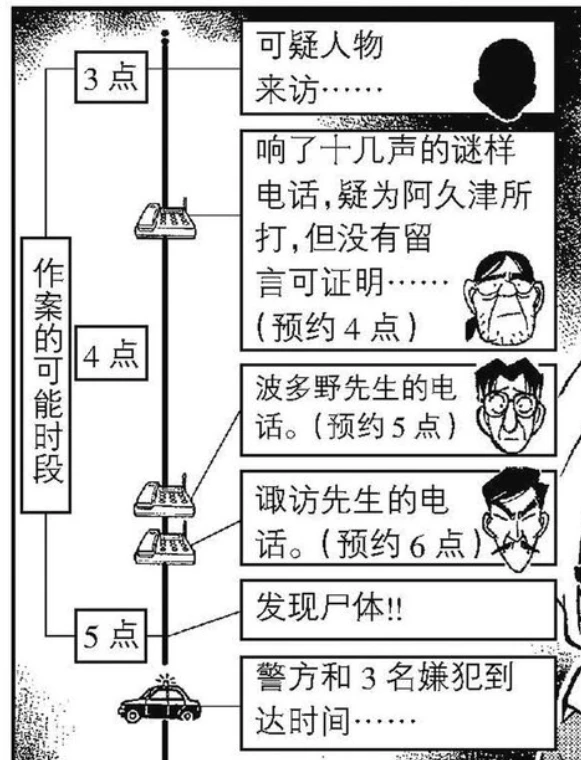 3点
可疑人物
来访……
响了十几声的谜样
电话,疑为阿久津所
打,但没有留
言可证明……
(预约4点)
作案的可能时段
4点
波多野先生的电
话。(预约5点)
诹访先生的电
话。(预约6点)
5点
发现尸体!!
警方和3名嫌犯到
达时间……